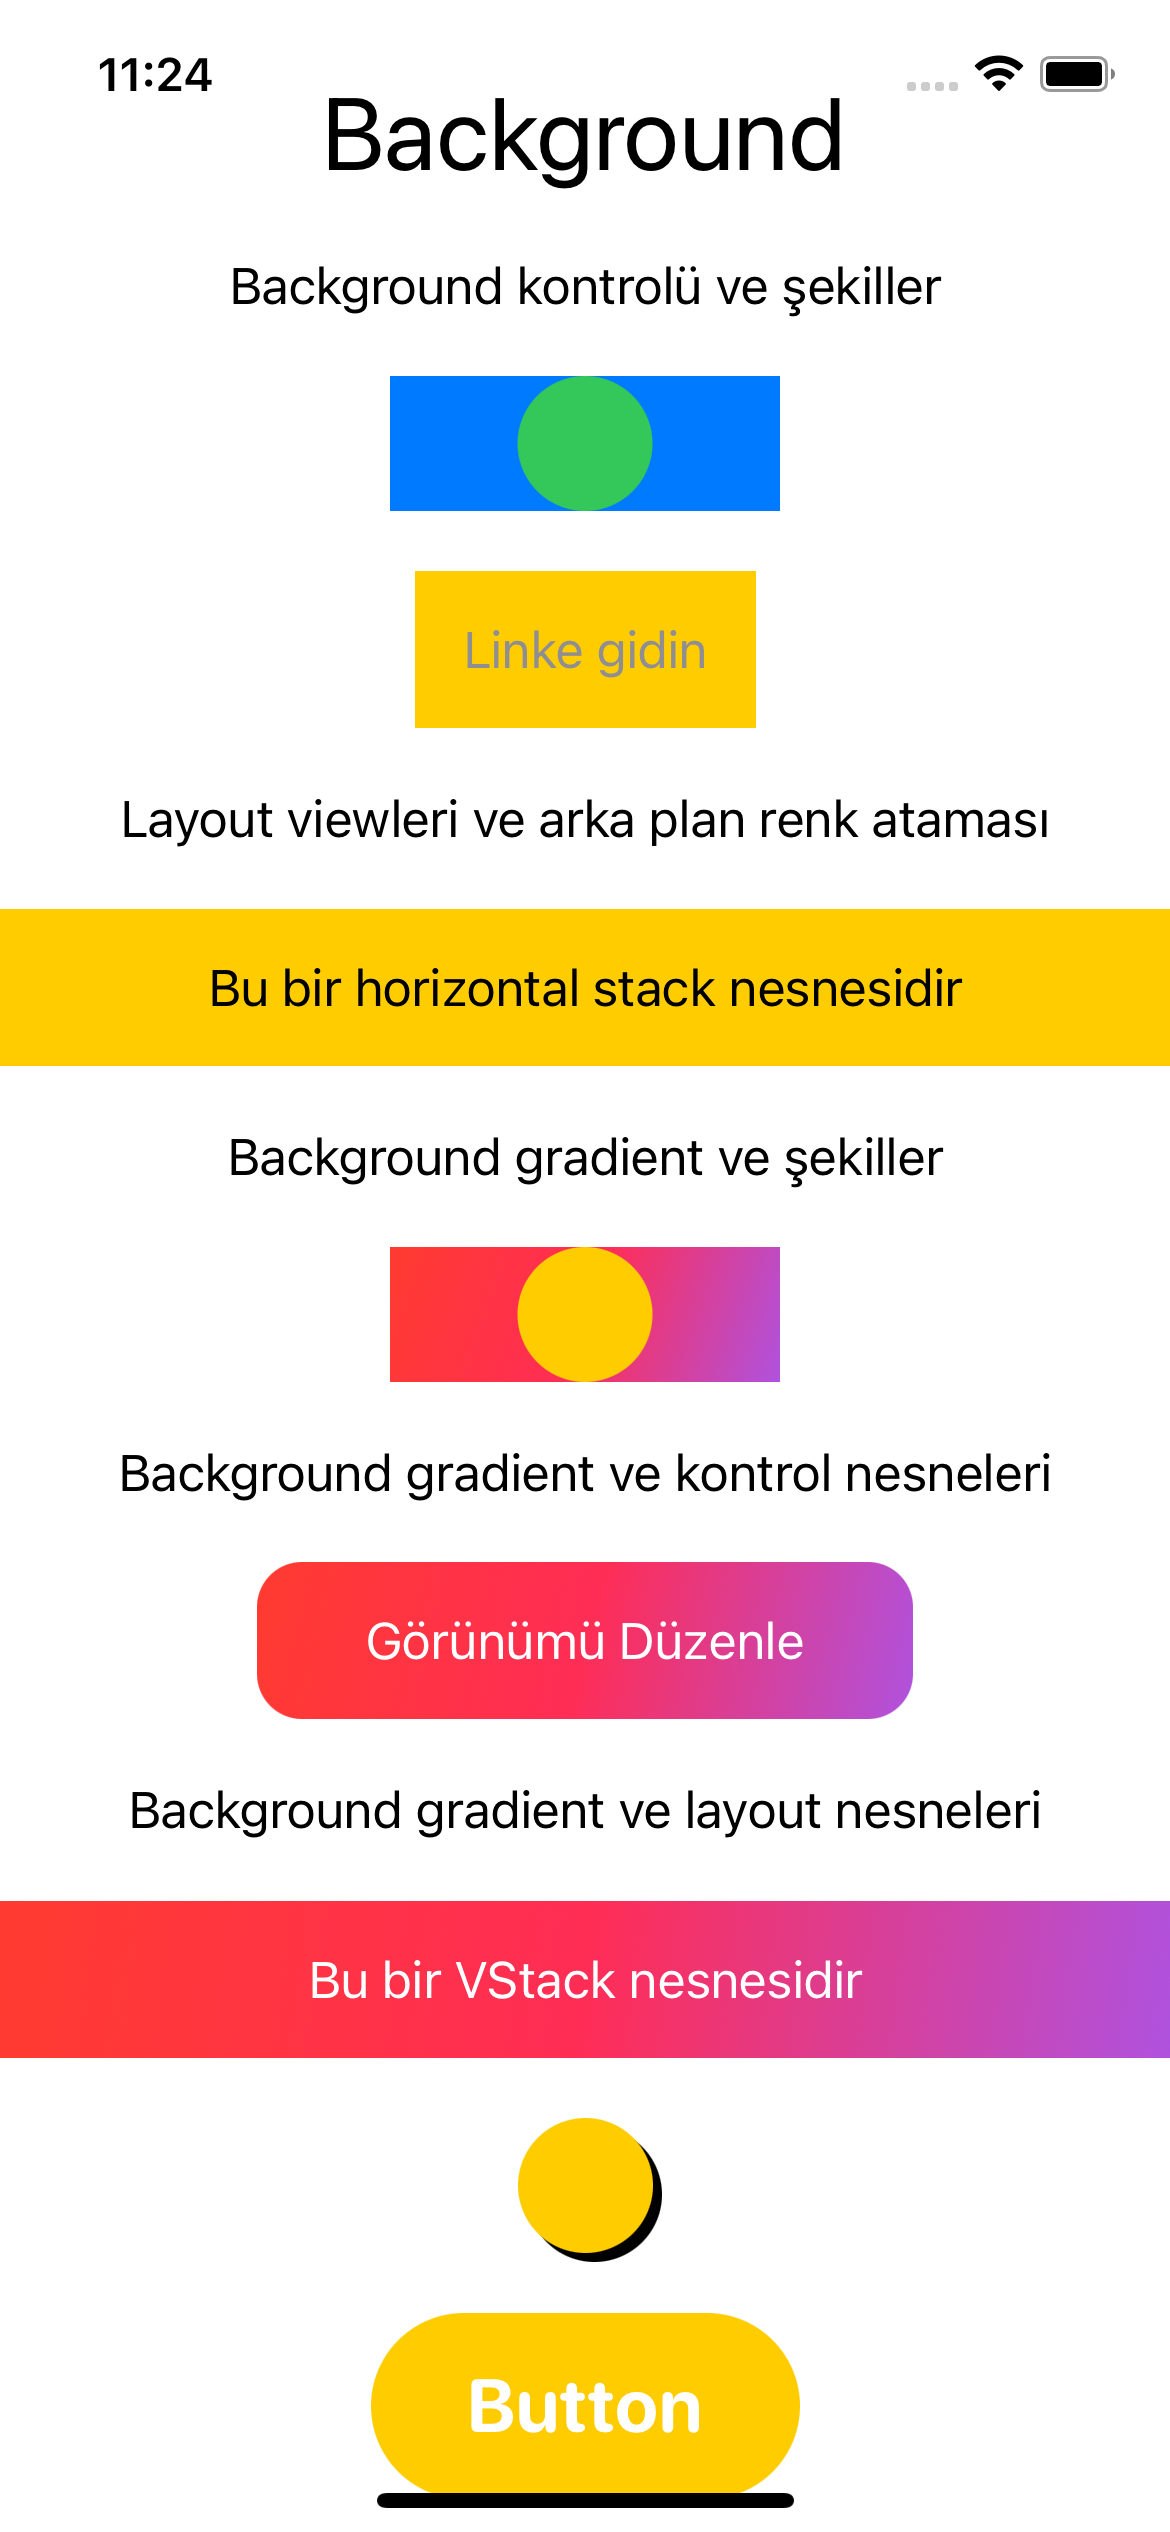 11:24
Background
Background kontrolü ve şekiller
Linke gidin
Layout viewleri ve arka plan renk ataması
Bu bir horizontal stack nesnesidir
Background gradient ve şekiller
Background gradient ve kontrol nesneleri
Görünümü Düzenle
Background gradient ve layout nesneleri
Bu bir VStack nesnesidir
Button